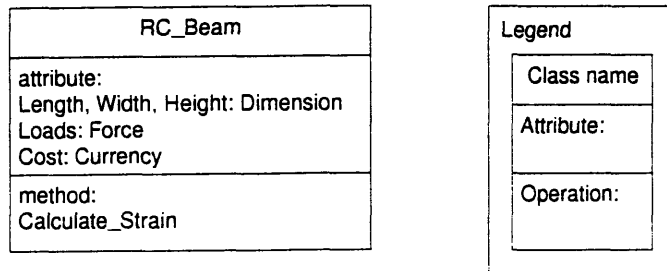 RC_Beam
attribute:
Length, Width, Height: Dimension
Loads: Force
Cost: Currency
method:
Calculate_Strain
Legend
Class name
Attribute:
Operation: